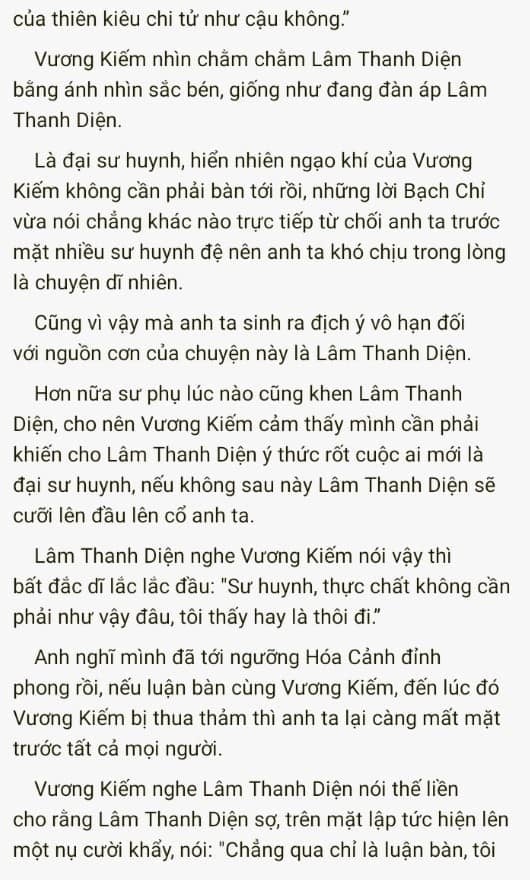 của thiên kiêu chi tử như cậu không.”
Vương Kiếm nhìn chằm chằm Lâm Thanh Diện
bằng ánh nhìn sắc bén, giống như đang đàn áp Lâm
Thanh Diện.
Là đại sư huynh, hiển nhiên ngạo khí của Vương
Kiếm không cần phải bàn tới rồi, những lời Bạch Chỉ
vừa nói chẳng khác nào trực tiếp từ chối anh ta trước
mặt nhiều sư huynh đệ nên anh ta khó chịu trong lòng
là chuyện dĩ nhiên.
Cũng vì vậy mà anh ta sinh ra địch ý vô hạn đối
với nguồn cơn của chuyện này là Lâm Thanh Diện.
Hơn nữa sư phụ lúc nào cũng khen Lâm Thanh
Diện, cho nên Vương Kiếm cảm thấy mình cần phải
khiến cho Lâm Thanh Diện ý thức rốt cuộc ai mới là
đại sư huynh, nếu không sau này Lâm Thanh Diện sẽ
cưỡi lên đầu lên cổ anh ta.
Lâm Thanh Diện nghe Vương Kiếm nói vậy thì
bất đắc dĩ lắc lắc đầu: "Sư huynh, thực chất không cần
phải như vậy đâu, tôi thấy hay là thôi đi.”
Anh nghĩ mình đã tới ngưỡng Hóa Cảnh đỉnh
phong rồi, nếu luận bàn cùng Vương Kiếm, đến lúc đó
Vương Kiếm bị thua thảm thì anh ta lại càng mất mặt
trước tất cả mọi người.
Vương Kiếm nghe Lâm Thanh Diện nói thế liền
cho rằng Lâm Thanh Diện sợ, trên mặt lập tức hiện lên
một nụ cười khẩy, nói: "Chẳng qua chỉ là luận bàn, tôi